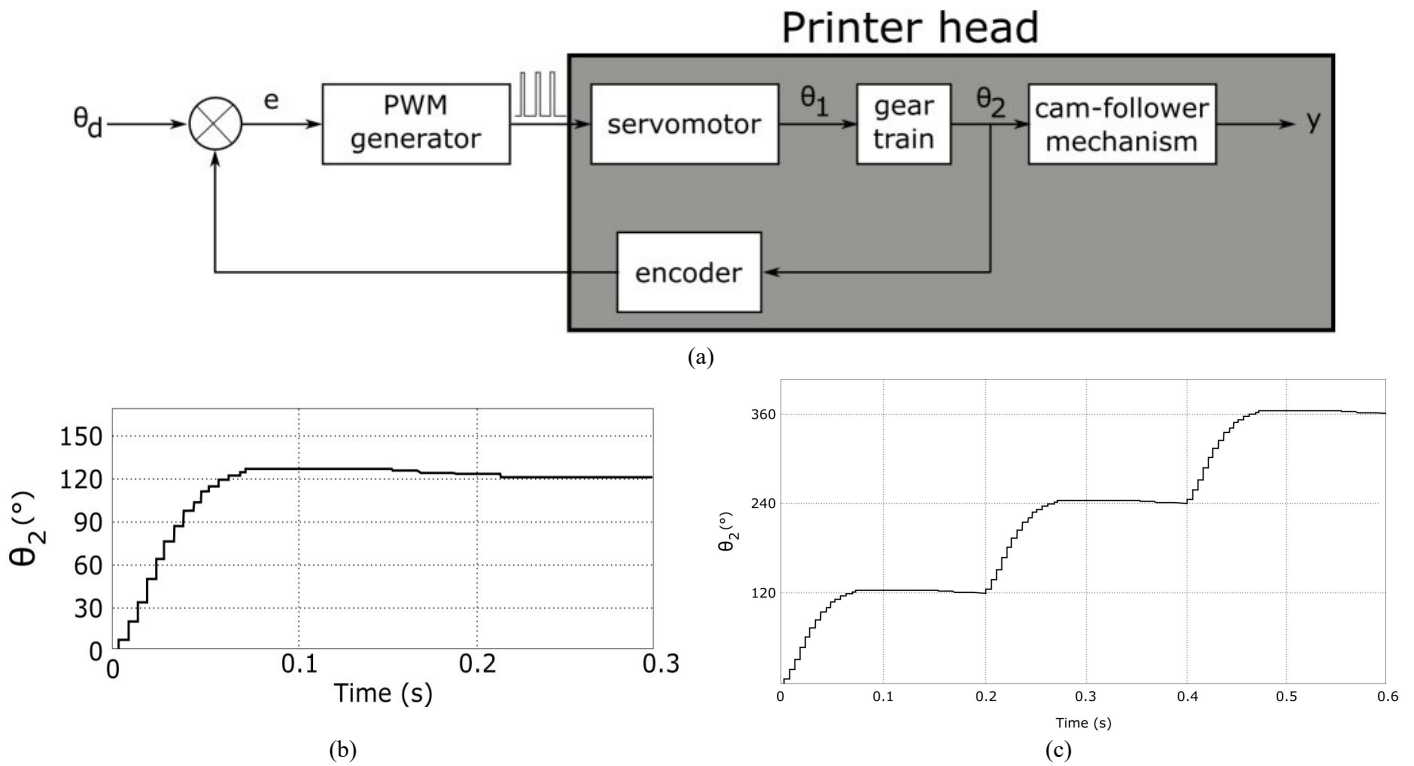 Printer head
θd
e
PWM
generator
servomotor
θ1
gear
train
θ2
cam-follower
mechanism
y
encoder
(a)
150
120
90
60
30
0
θ2(°)
0
0.1
0.2
0.3
Time (s)
(b)
360
240
120
θ2(°)
0
0.1
0.2
0.3
0.4
0.5
0.6
Time (s)
(c)